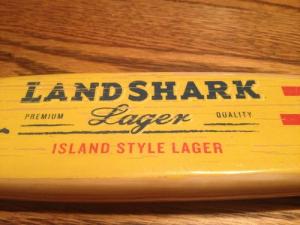 LANDSHARK
PREMIUM Lager QUALITY
ISLAND STYLE LAGER